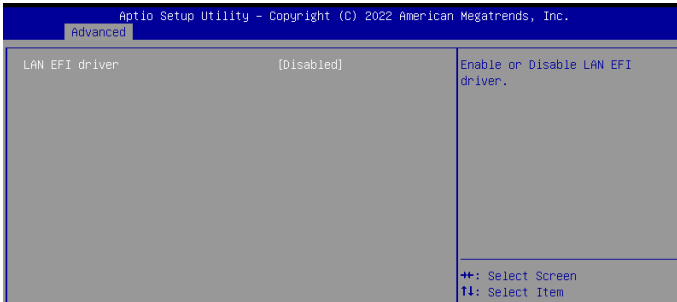 Aptio Setup Utility – Copyright (C) 2022 American Megatrends, Inc.
Advanced
LAN EFI driver [Disabled]
Enable or Disable LAN EFI
driver.
→←: Select Screen
↑↓: Select Item